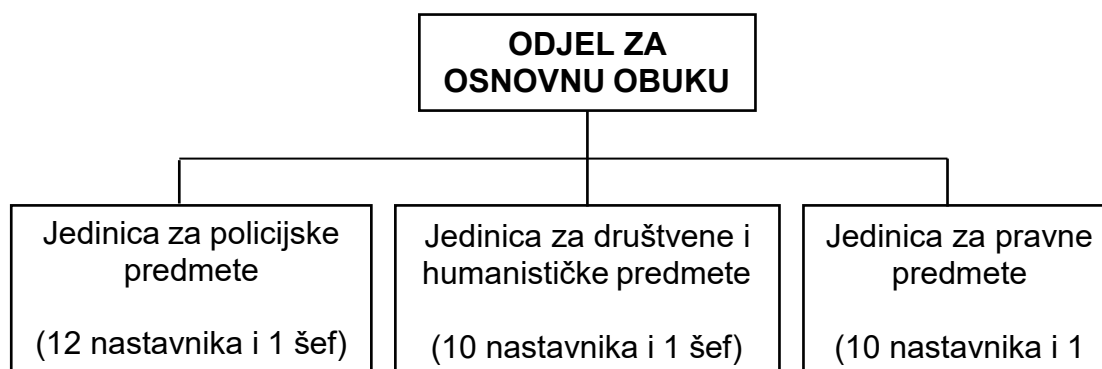 ODJEL ZA
OSNOVNU OBUKU
Jedinica za policijske
predmete
(12 nastavnika i 1 šef)
Jedinica za društvene i
humanističke predmete
(10 nastavnika i 1 šef)
Jedinica za pravne
predmete
(10 nastavnika i 1